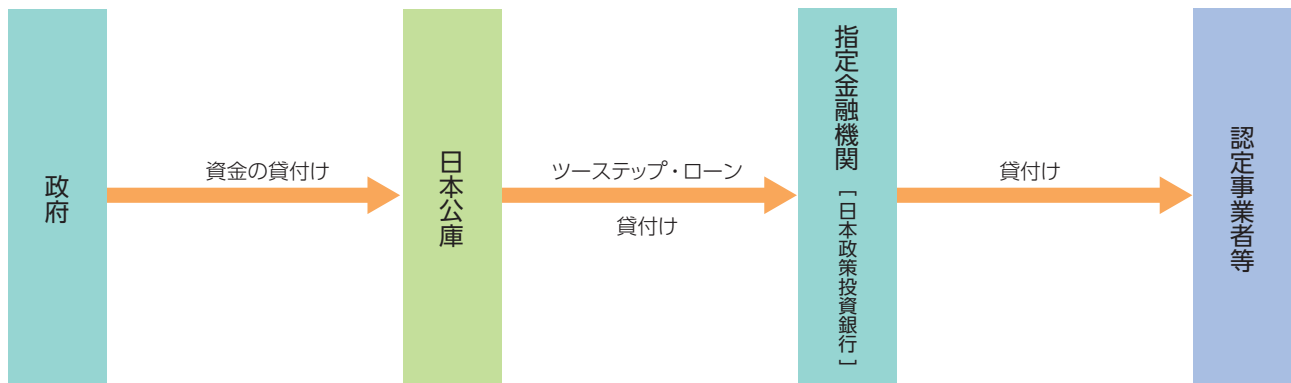 政府
資金の貸付け
日本公庫
ツーステップ・ローン
貸付け
指定金融機関［日本政策投資銀行］
貸付け
認定事業者等